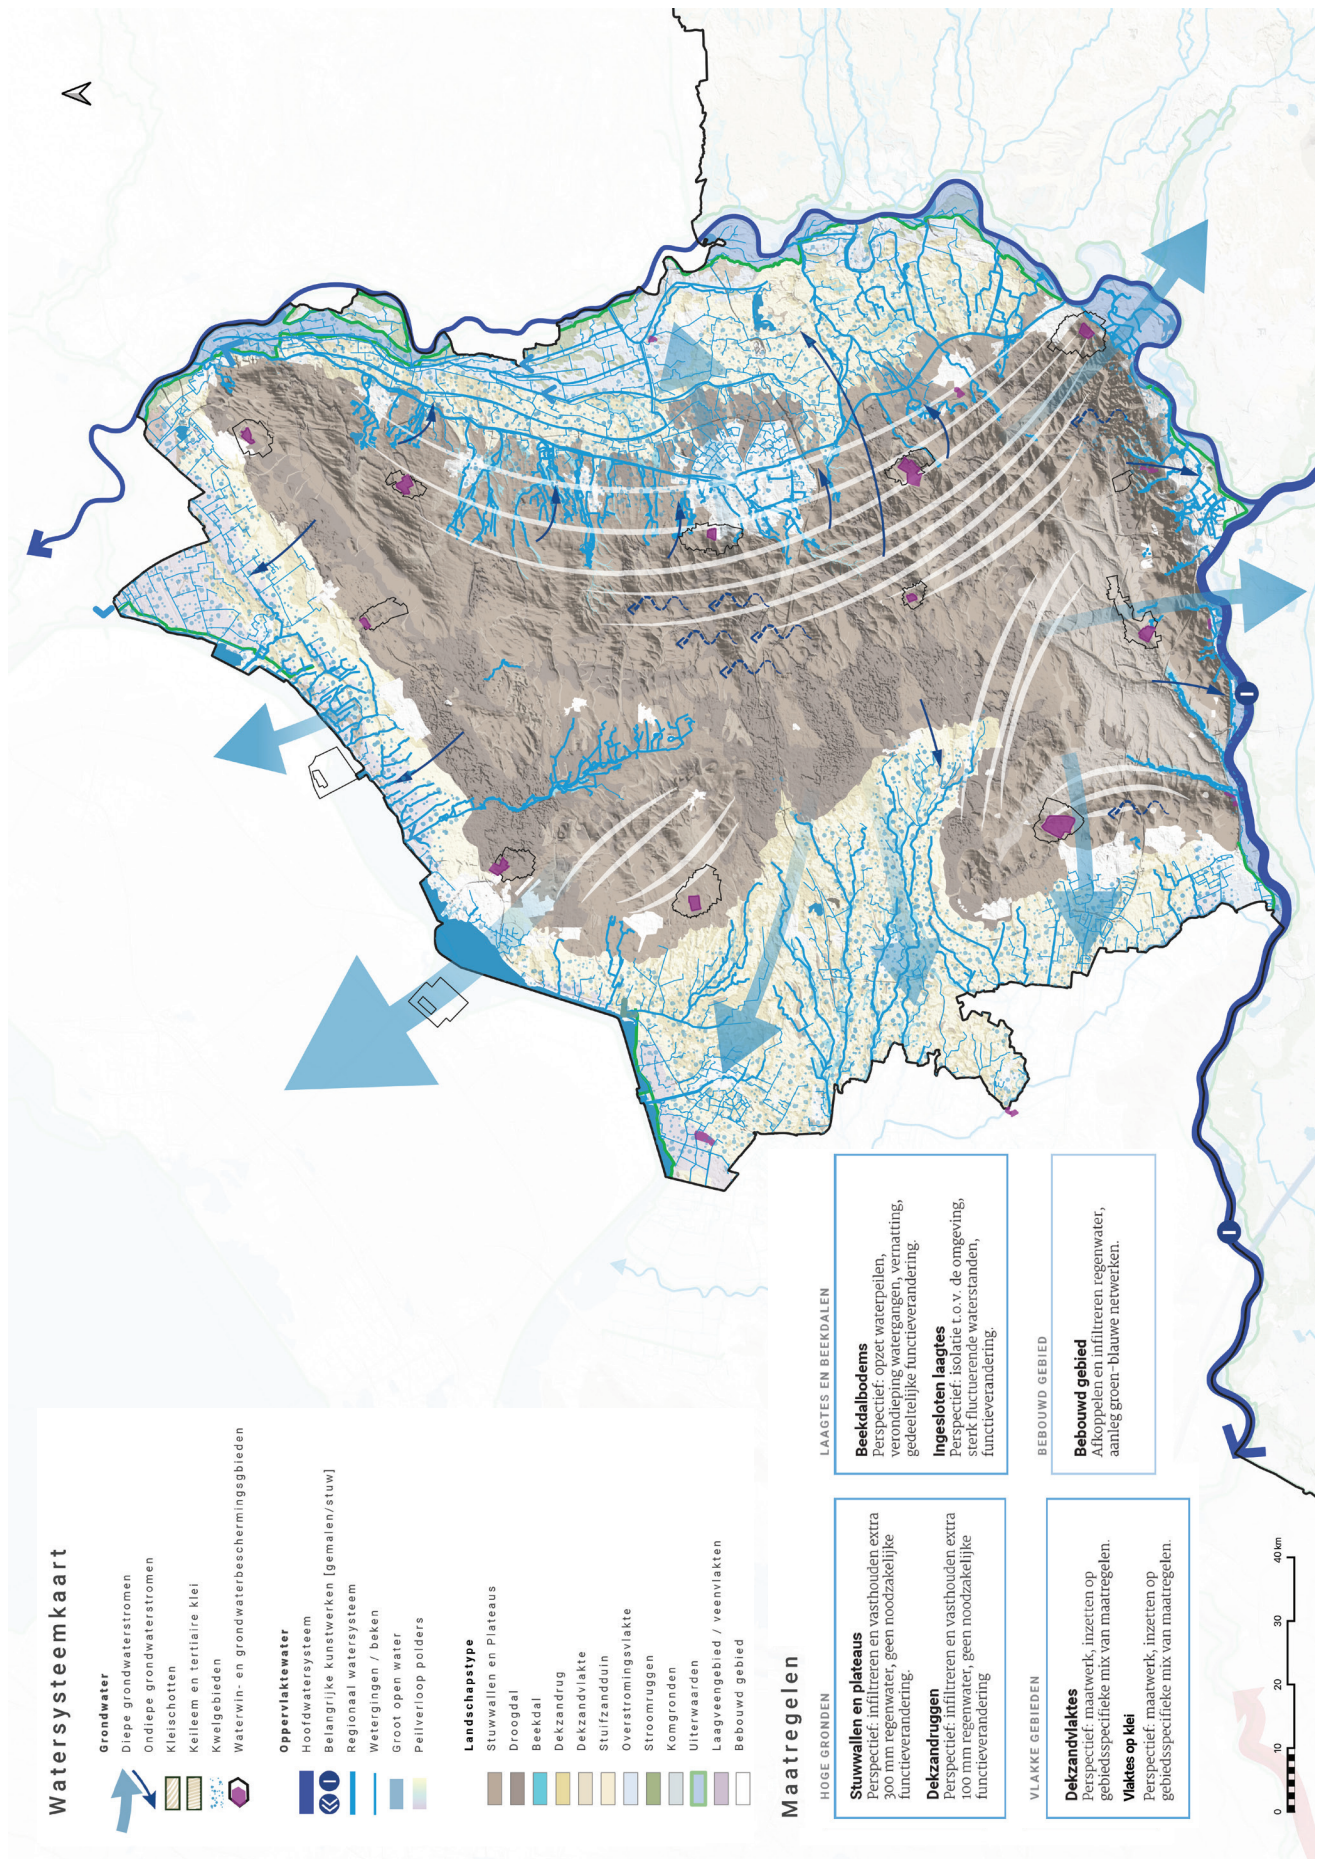 Watersysteemkaart
Grondwater
Diepe grondwaterstromen
Ondiepe grondwaterstromen
Kleischotten
Keileem en tertiaire klei
Kwelgebieden
Waterwin- en grondwaterbeschermingsgbieden
Oppervlaktewater
Hoofdwatersysteem
Belangrijke kunstwerken [gemalen/stuw]
Regionaal watersysteem
Weteringen / beken
Groot open water
Peilverloop polders
Landschapstype
Stuwwallen en Plateaus
Droogdal
Beekdal
Dekzandrug
Dekzandvlakte
Stuifzandduin
Overstromingsvlakte
Stroomruggen
Komgronden
Uiterwaarden
Laagveengebied / veenvlakten
Bebouwd gebied
Maatregelen
HOGE GRONDEN
Stuwwallen en plateaus
Perspectief: infiltreren en vasthouden extra
300 mm regenwater, geen noodzakelijke
functieverandering.
Dekzandruggen
Perspectief: infiltreren en vasthouden extra
100 mm regenwater, geen noodzakelijke
functieverandering
VLAKKE GEBIEDEN
Dekzandvlaktes
Perspectief: maatwerk, inzetten op
gebiedsspecifieke mix van maatregelen.
Vlaktes op klei
Perspectief: maatwerk, inzetten op
gebiedsspecifieke mix van maatregelen.
LAAGTES EN BEEKDALEN
Beekdalbodems
Perspectief: opzet waterpeilen,
verondieping watergangen, vernatting,
gedeeltelijke functieverandering.
Ingesloten laagtes
Perspectief: isolatie t.o.v. de omgeving,
sterk fluctuerende waterstanden,
functieverandering.
BEBOUWD GEBIED
Bebouwd gebied
Afkoppelen en infiltreren regenwater,
aanleg groen-blauwe netwerken.
0 10 20 30 40 km